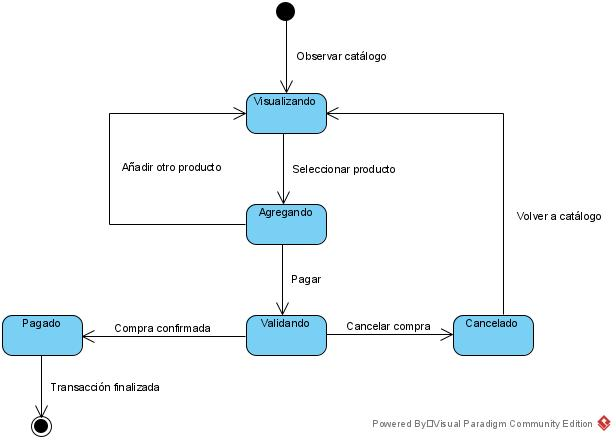 Observar catálogo
Visualizando
Añadir otro producto
Seleccionar producto
Agregando
Volver a catálogo
Pagar
Pagado
Compra confirmada
Validando
Cancelar compra
Cancelado
Transacción finalizada
Powered By Visual Paradigm Community Edition